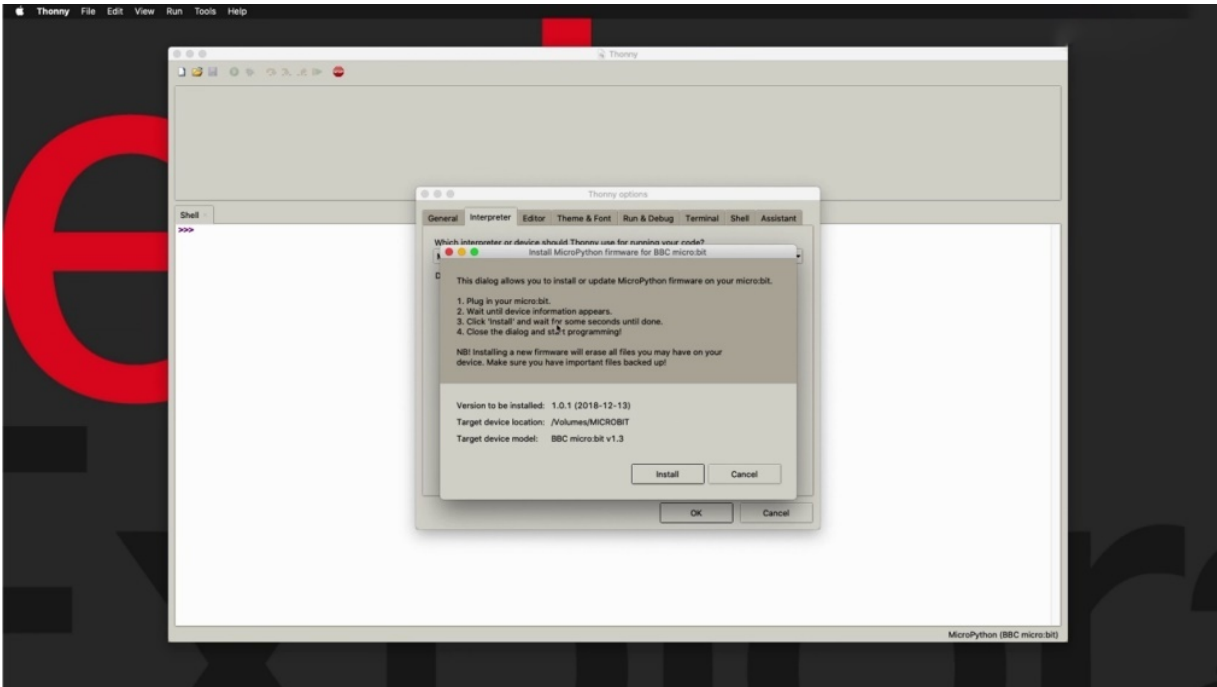 Thonny File Edit View Run Tools Help
Thonny
Shell
>>>
Thonny options
General Interpreter Editor Theme & Font Run & Debug Terminal Shell Assistant
Which interpreter or device should Thonny use for running your code?
Install MicroPython firmware for BBC micro:bit
This dialog allows you to install or update MicroPython firmware on your micro:bit.
1. Plug in your micro:bit.
2. Wait until device information appears.
3. Click 'Install' and wait for some seconds until done.
4. Close the dialog and start programming!
NB! Installing a new firmware will erase all files you may have on your
device. Make sure you have important files backed up!
Version to be installed: 1.0.1 (2018-12-13)
Target device location: /Volumes/MICROBIT
Target device model: BBC micro:bit v1.3
Install Cancel
OK Cancel
MicroPython (BBC micro:bit)